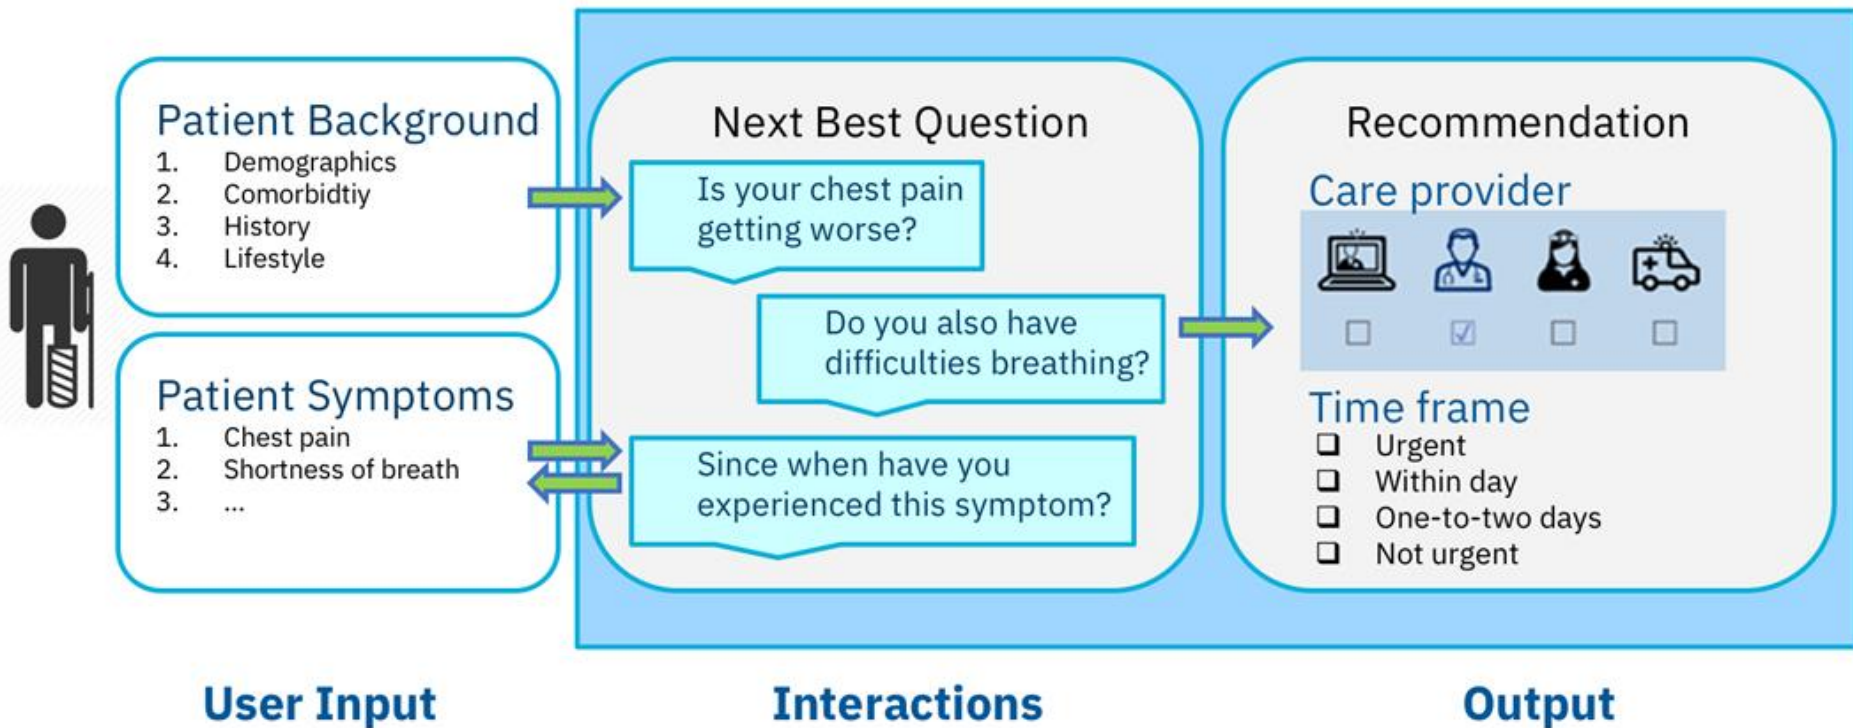 Patient Background
1. Demographics
2. Comorbidtiy
3. History
4. Lifestyle
Patient Symptoms
1. Chest pain
2. Shortness of breath
3. ...
User Input
Next Best Question
Is your chest pain
getting worse?
Do you also have
difficulties breathing?
Since when have you
experienced this symptom?
Interactions
Recommendation
Care provider
Time frame
Urgent
Within day
One-to-two days
Not urgent
Output